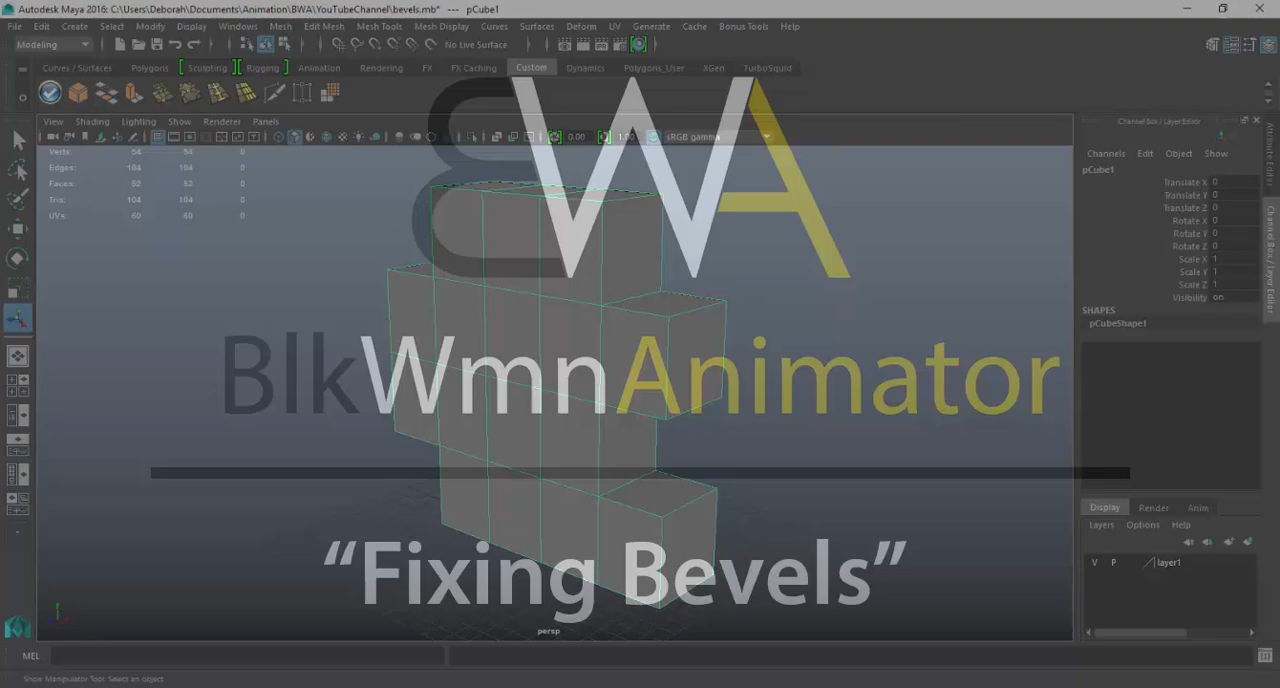 Autodesk Maya 2016: C:\Users\Deborah\Documents\Animation\BWA\YouTubeChannel\bevels.mb* --- pCube1
File Edit Create Select Modify Display Windows Mesh Edit Mesh Mesh Tools Mesh Display Curves Surfaces Deform UV Generate Cache Bonus Tools Help
Modeling No Live Surface
Curves / Surfaces Polygons Sculpting Rigging Animation Rendering FX FX Caching Custom Dynamics Polygons_User XGen TurboSquid
BWA
View Shading Lighting Show Renderer Panels
0.00 1.00 sRGB gamma
Channel Box / Layer Editor
Attribute Editor
Channel Box / Layer Editor
Channels Edit Object Show
pCube1
Verts: 54 54 0
Edges: 104 104 0
Faces: 52 52 0
Tris: 104 104 0
UVs: 60 60 0
Translate X 0
Translate Y 0
Translate Z 0
Rotate X 0
Rotate Y 0
Rotate Z 0
Scale X 1
Scale Y 1
Scale Z 1
Visibility on
SHAPES
pCubeShape1
BlkWmnAnimator
“Fixing Bevels”
Display Render Anim
Layers Options Help
V P layer1
persp
MEL
Show Manipulator Tool: Select an object